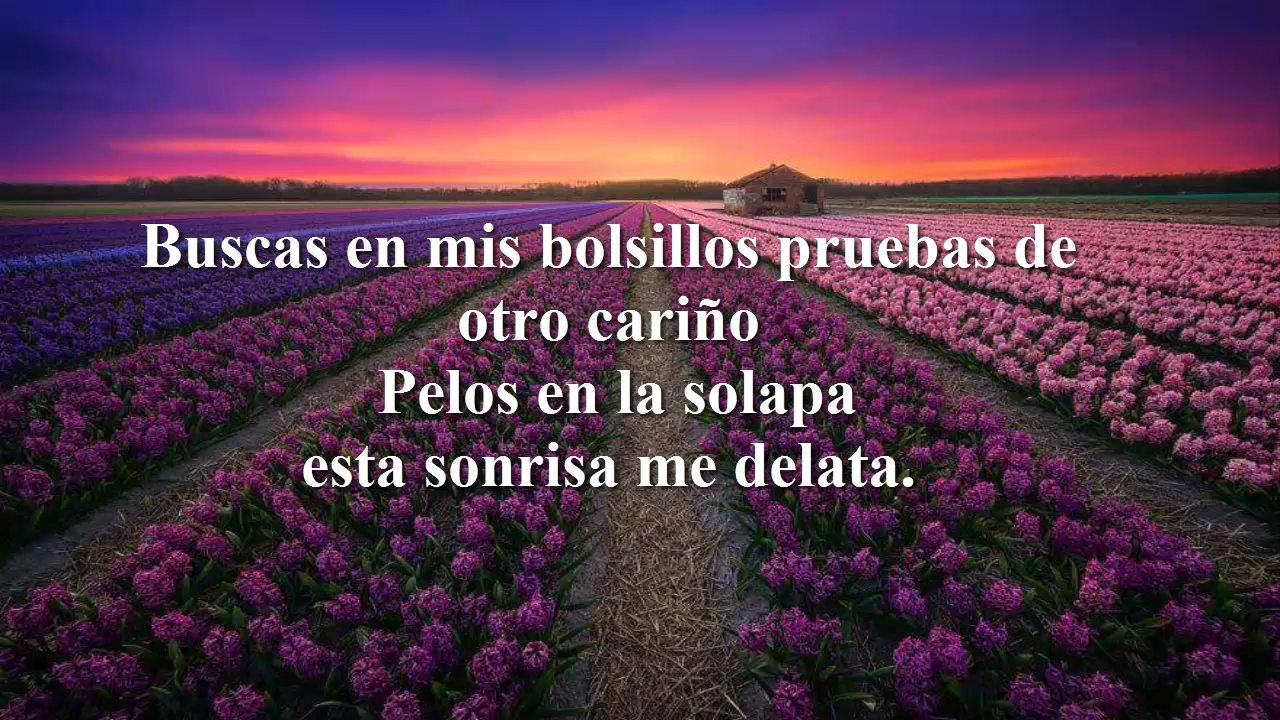 Buscas en mis bolsillos pruebas de
otro cariño
Pelos en la solapa
esta sonrisa me delata.